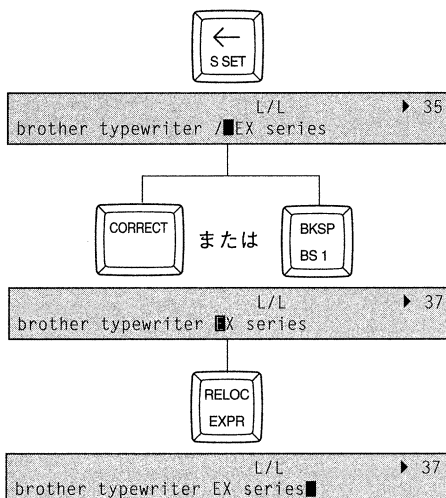 ←
S SET
L/L ▶ 35
brother typewriter /█EX series
CORRECT
または
BKSP
BS 1
L/L ▶ 37
brother typewriter EX series
RELOC
EXPR
L/L ▶ 37
brother typewriter EX series█